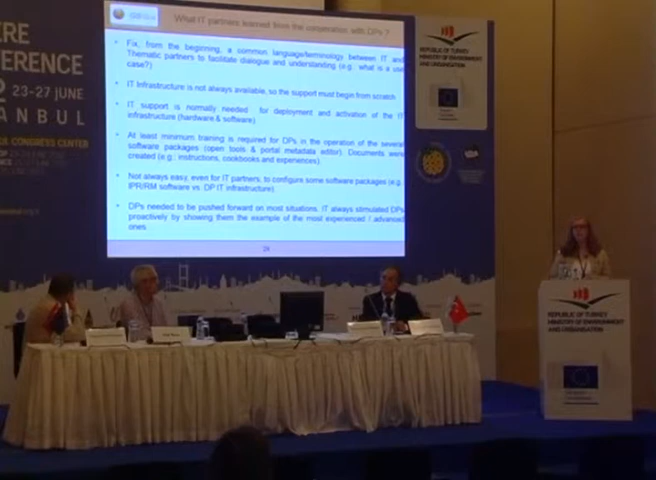 ERE
FERENCE
2 23-27 JUNE
ANBUL
CONGRESS CENTER
What IT partners learned from the cooperation with DPs ?
• Fix, from the beginning, a common language/terminology between IT and
Thematic partners to facilitate dialogue and understanding (e.g.: what is a use
case?).
• IT Infrastructure is not always available, so the support must begin from scratch.
• IT support is normally needed for deployment and activation of the IT
infrastructure (hardware & software).
• At least minimum training is required for DPs in the operation of the several
software packages (open tools & portal metadata editor). Documents were
created (e.g.: instructions, cookbooks and experiences).
• Not always easy, even for IT partners, to configure some software packages (e.g.
IPR/RM software vs. DP IT infrastructure).
• DPs needed to be pushed forward on most situations. IT always stimulated DPs
proactively by showing them the example of the most experienced / advanced
ones.
REPUBLIC OF TURKEY
MINISTRY OF ENVIRONMENT
AND URBANISATION
REPUBLIC OF TURKEY
MINISTRY OF ENVIRONMENT
AND URBANISATION